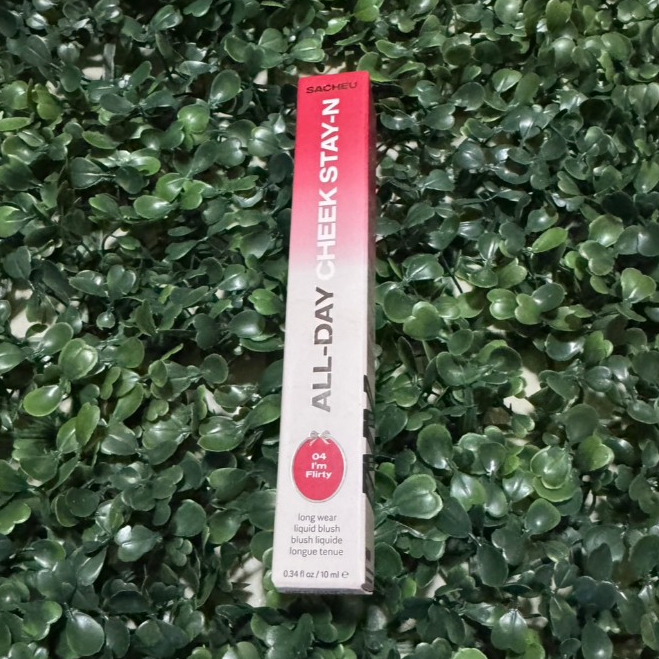 SACHEU
ALL-DAY CHEEK STAY-N
04
I'm
Flirty
long wear
liquid blush
blush liquide
longue tenue
0.34 fl oz / 10 ml ℮